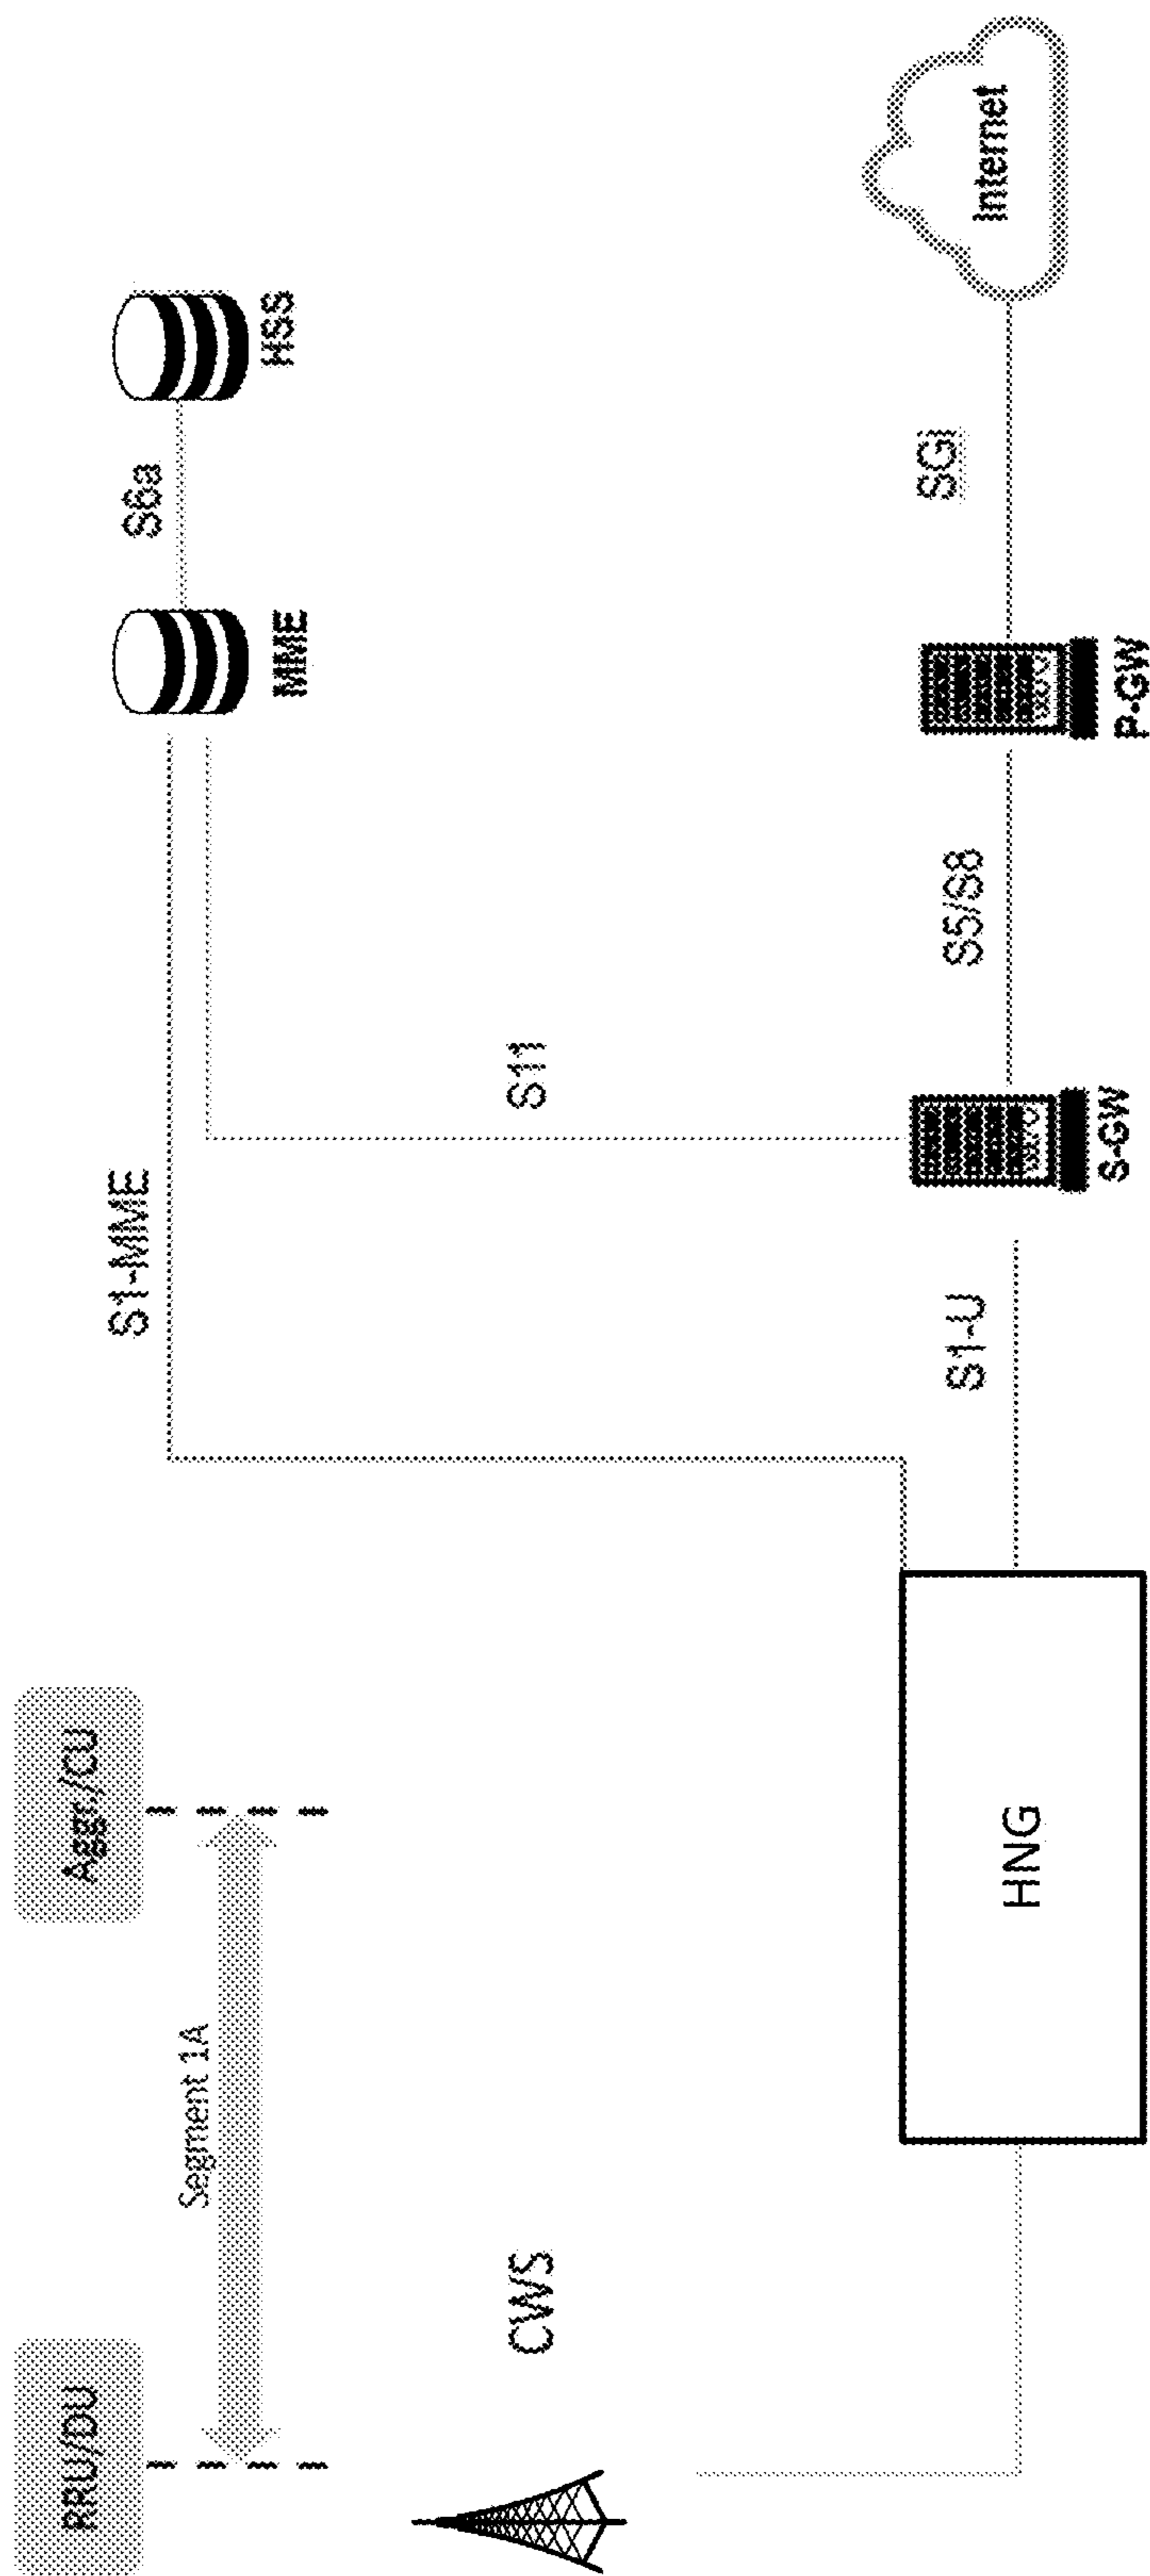 RRU/DU
Aggr./CU
Segment 1A
S1-MME
MME
S6a
HSS
CWS
S11
HNG
S1-U
S-GW
S5/S8
P-GW
SGi
Internet